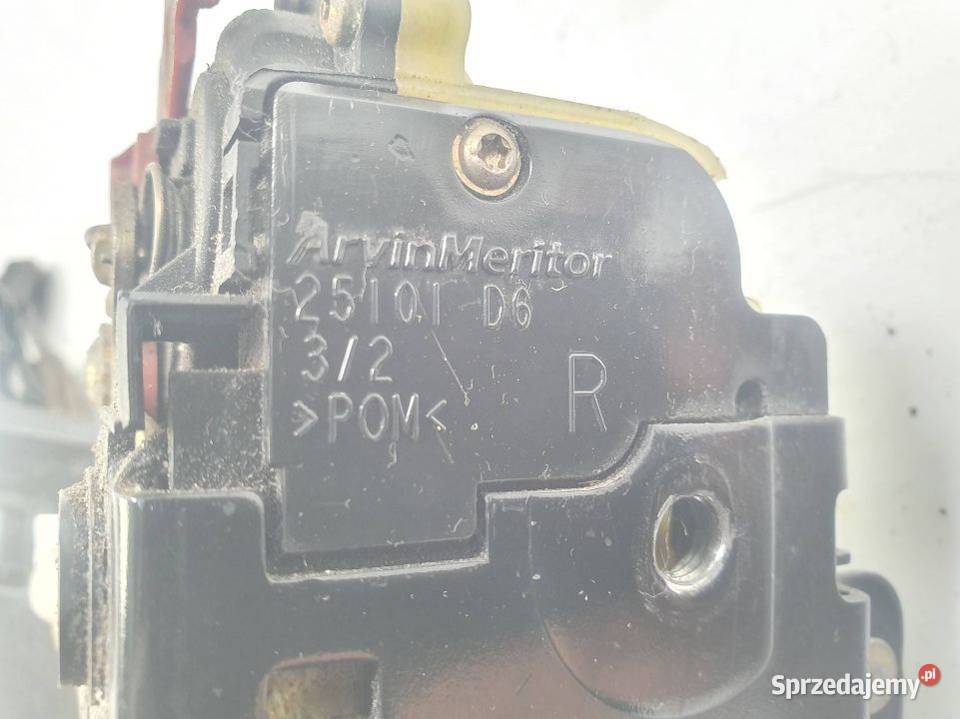 ArvinMeritor
25101 D6
3/2
>POM<
R
Sprzedajemy.pl